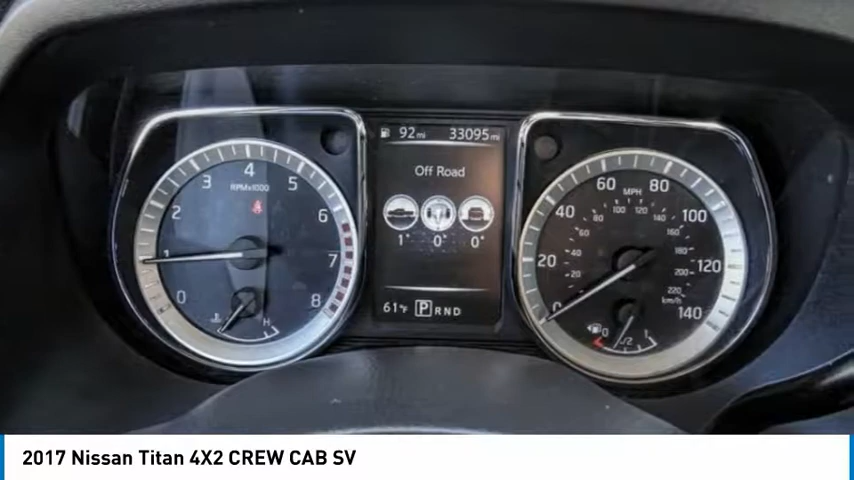 92mi 33095mi
Off Road
1° 0° 0°
61°F P R N D
0 1 2 3 4 5 6 7 8
RPM×1000
H
0 20 40 60 80 100 120 140
MPH
20 40 60 80 100 120 140 160 180 200 220
km/h
0 1/2 1
2017 Nissan Titan 4X2 CREW CAB SV